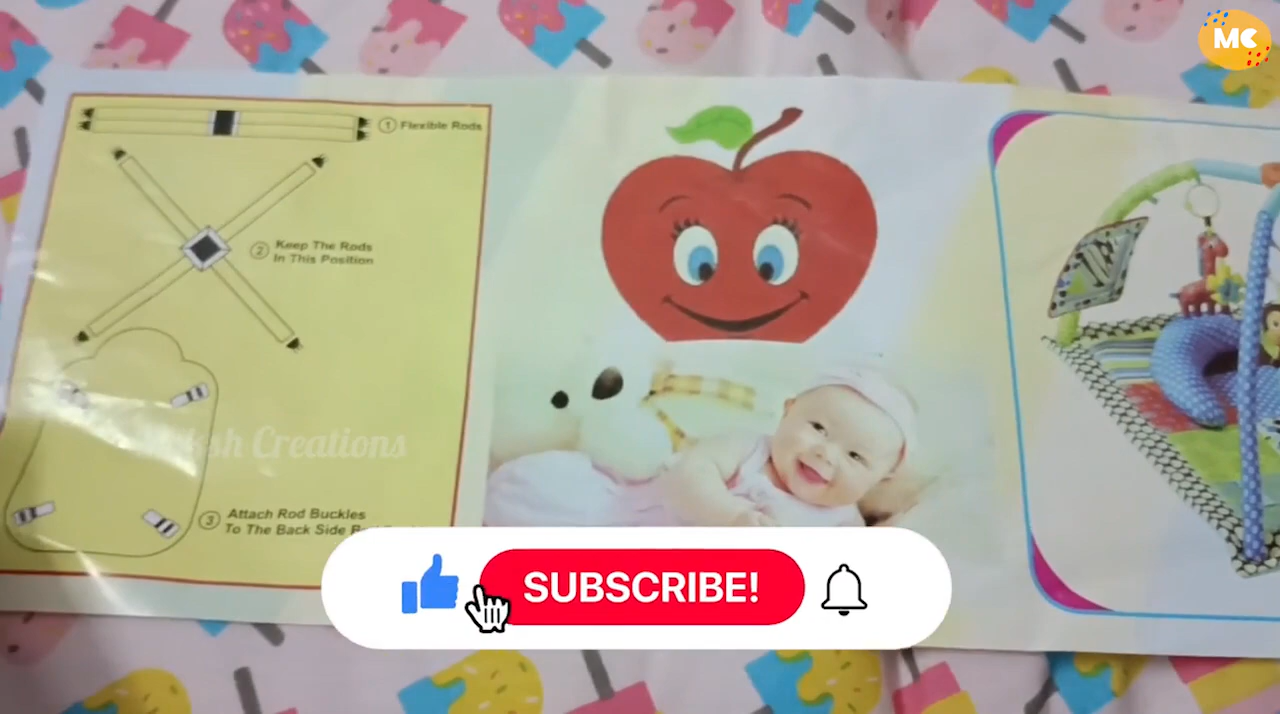 MC
① Flexible Rods
② Keep The Rods
In This Position
ksh Creations
③ Attach Rod Buckles
To The Back Side
SUBSCRIBE!